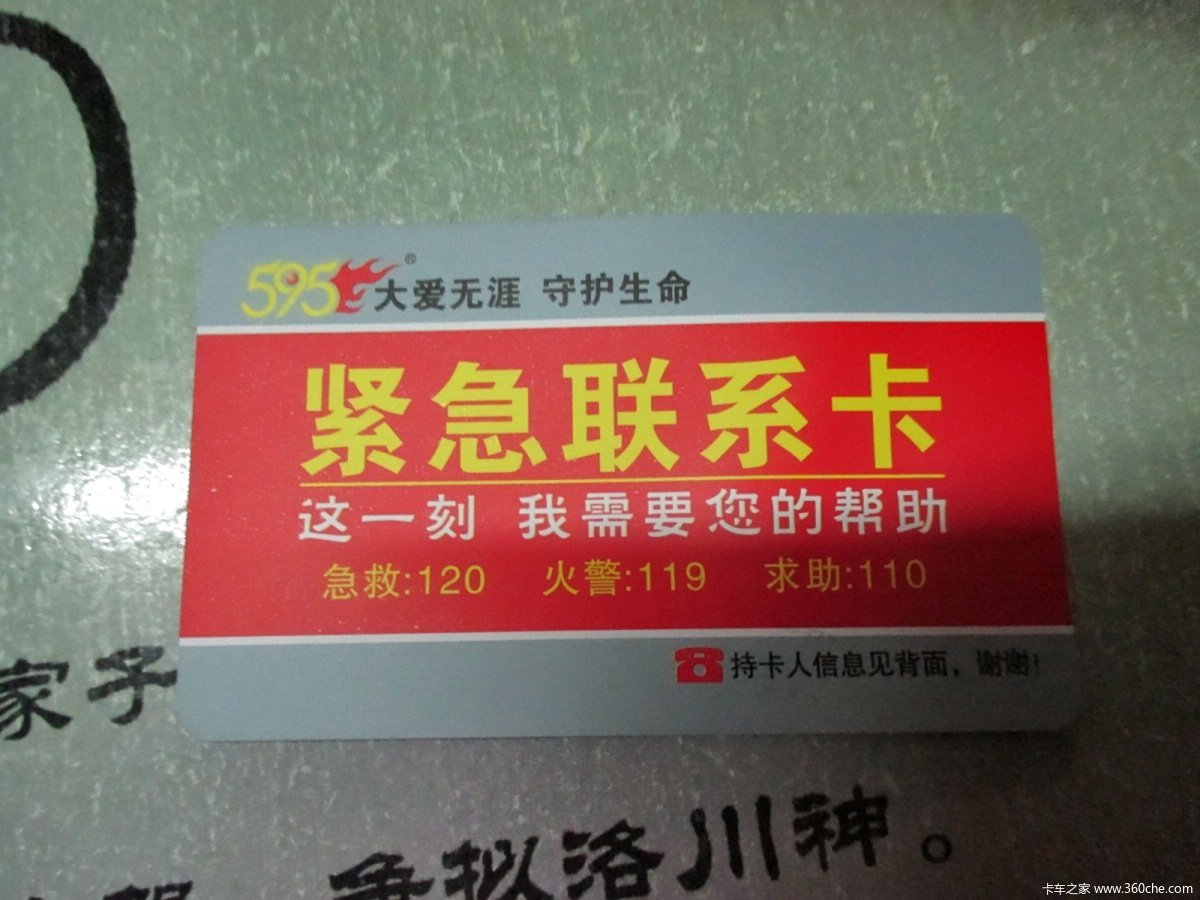 595® 大爱无涯 守护生命
紧急联系卡
这一刻 我需要您的帮助
急救:120 火警:119 求助:110
持卡人信息见背面，谢谢!
家子
拟洛川神。
卡车之家 www.360che.com